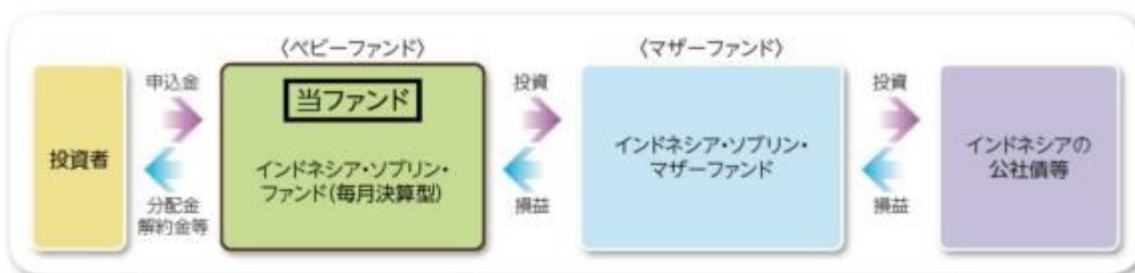 〈ベビーファンド〉
〈マザーファンド〉
投資者
申込金
分配金
解約金等
当ファンド
インドネシア・ソブリン・
ファンド(毎月決算型)
投資
損益
インドネシア・ソブリン・
マザーファンド
投資
損益
インドネシアの
公社債等